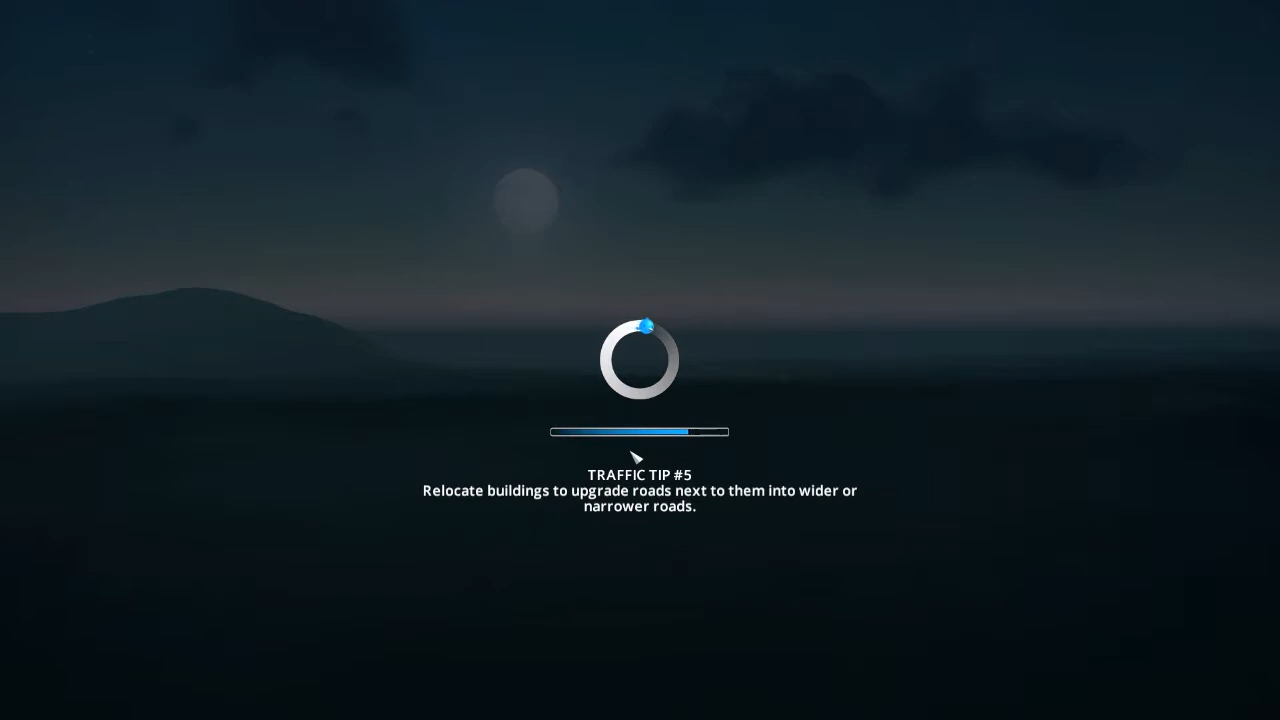 TRAFFIC TIP #5
Relocate buildings to upgrade roads next to them into wider or
narrower roads.